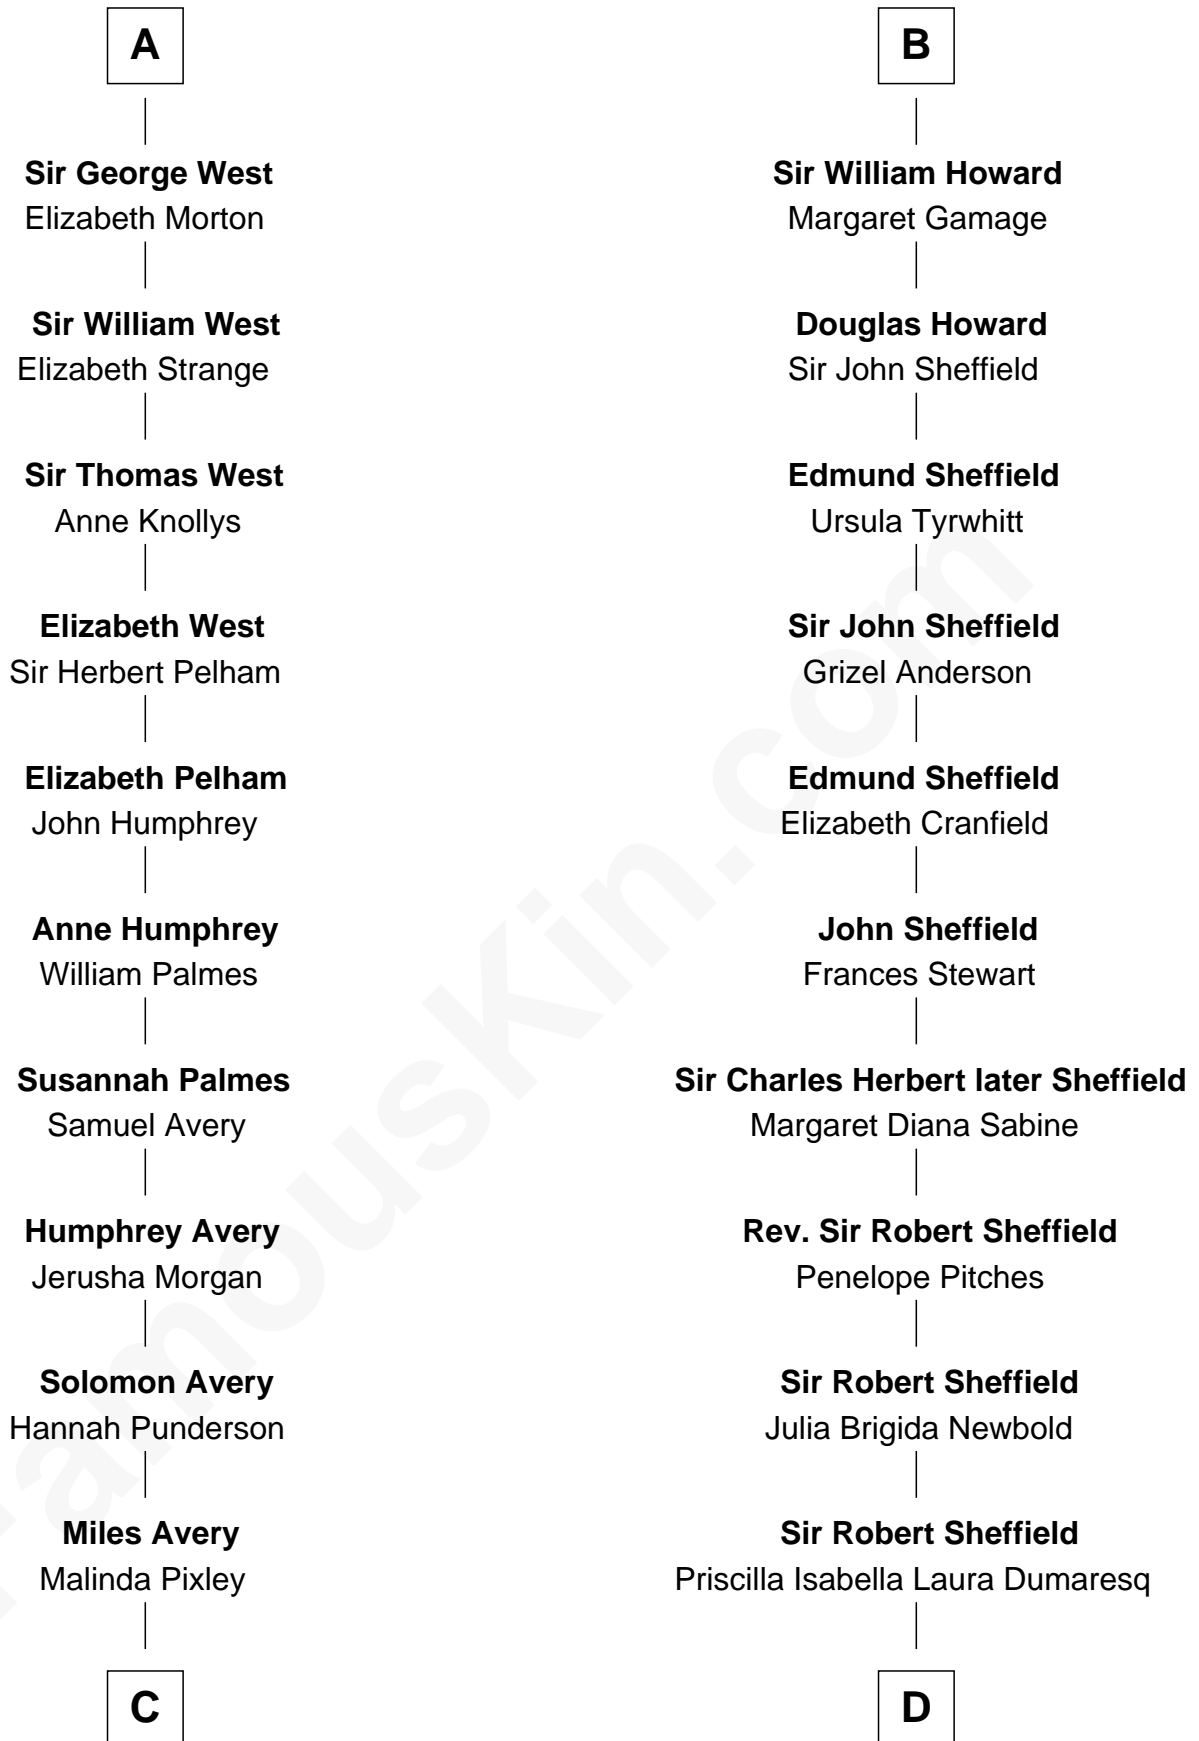 A
Sir George West
Elizabeth Morton
Sir William West
Elizabeth Strange
Sir Thomas West
Anne Knollys
Elizabeth West
Sir Herbert Pelham
Elizabeth Pelham
John Humphrey
Anne Humphrey
William Palmes
Susannah Palmes
Samuel Avery
Humphrey Avery
Jerusha Morgan
Solomon Avery
Hannah Punderson
Miles Avery
Malinda Pixley
C
B
Sir William Howard
Margaret Gamage
Douglas Howard
Sir John Sheffield
Edmund Sheffield
Ursula Tyrwhitt
Sir John Sheffield
Grizel Anderson
Edmund Sheffield
Elizabeth Cranfield
John Sheffield
Frances Stewart
Sir Charles Herbert later Sheffield
Margaret Diana Sabine
Rev. Sir Robert Sheffield
Penelope Pitches
Sir Robert Sheffield
Julia Brigida Newbold
Sir Robert Sheffield
Priscilla Isabella Laura Dumaresq
D
FamousKin.com